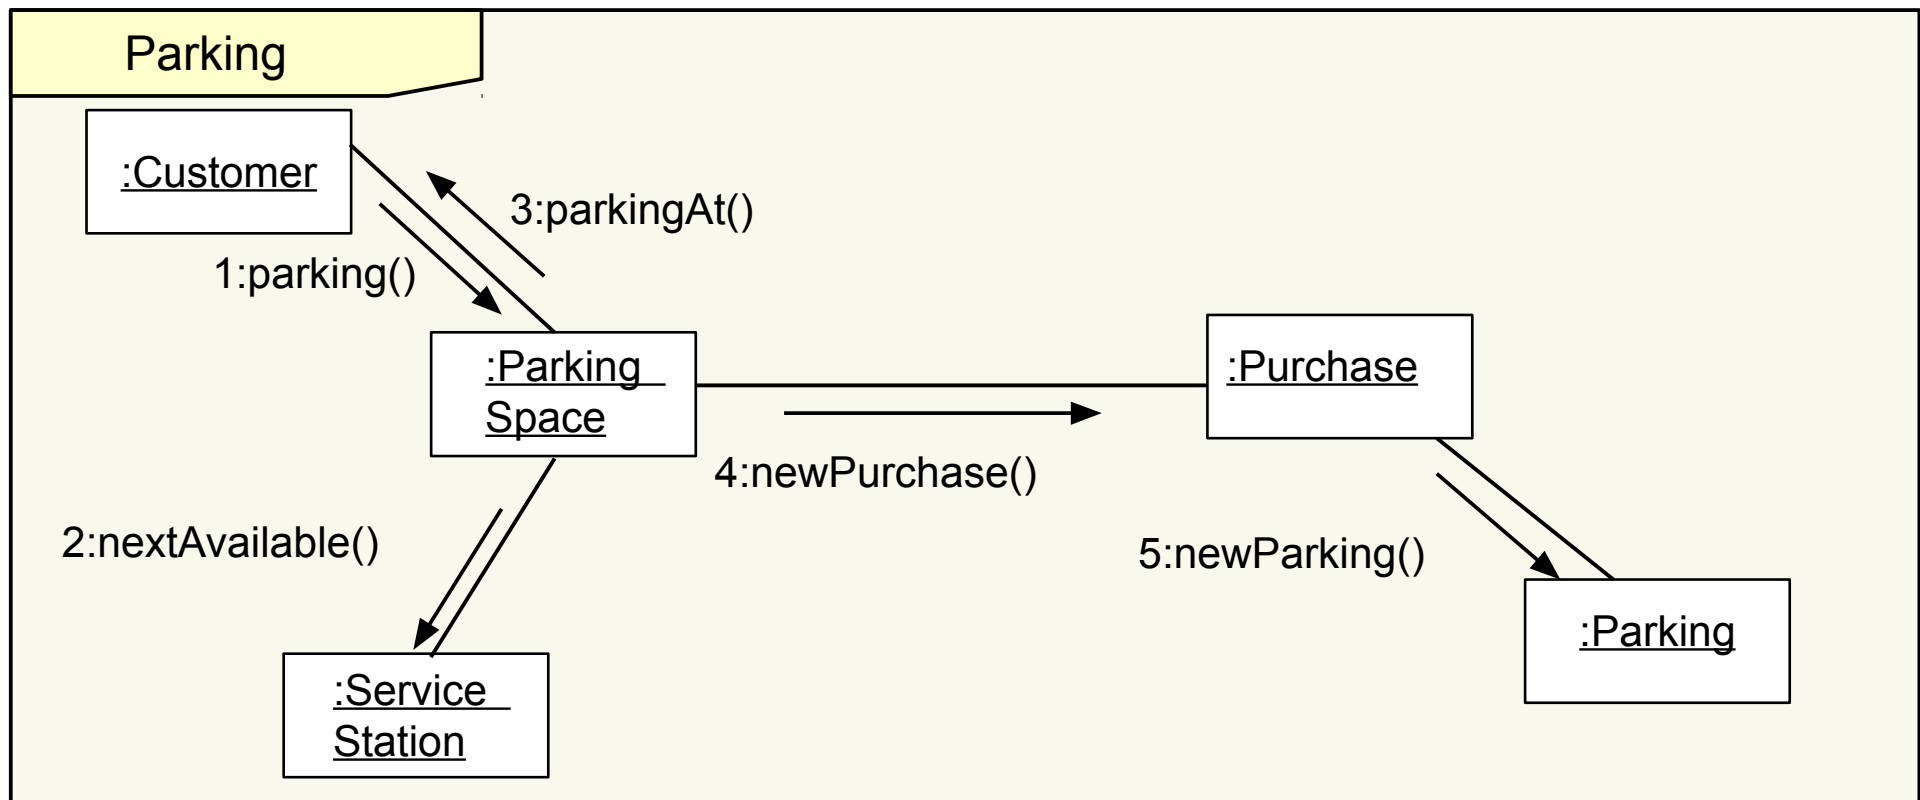 Parking
:Customer
3:parkingAt()
1:parking()
:Parking
Space
:Purchase
4:newPurchase()
2:nextAvailable()
5:newParking()
:Parking
:Service
Station